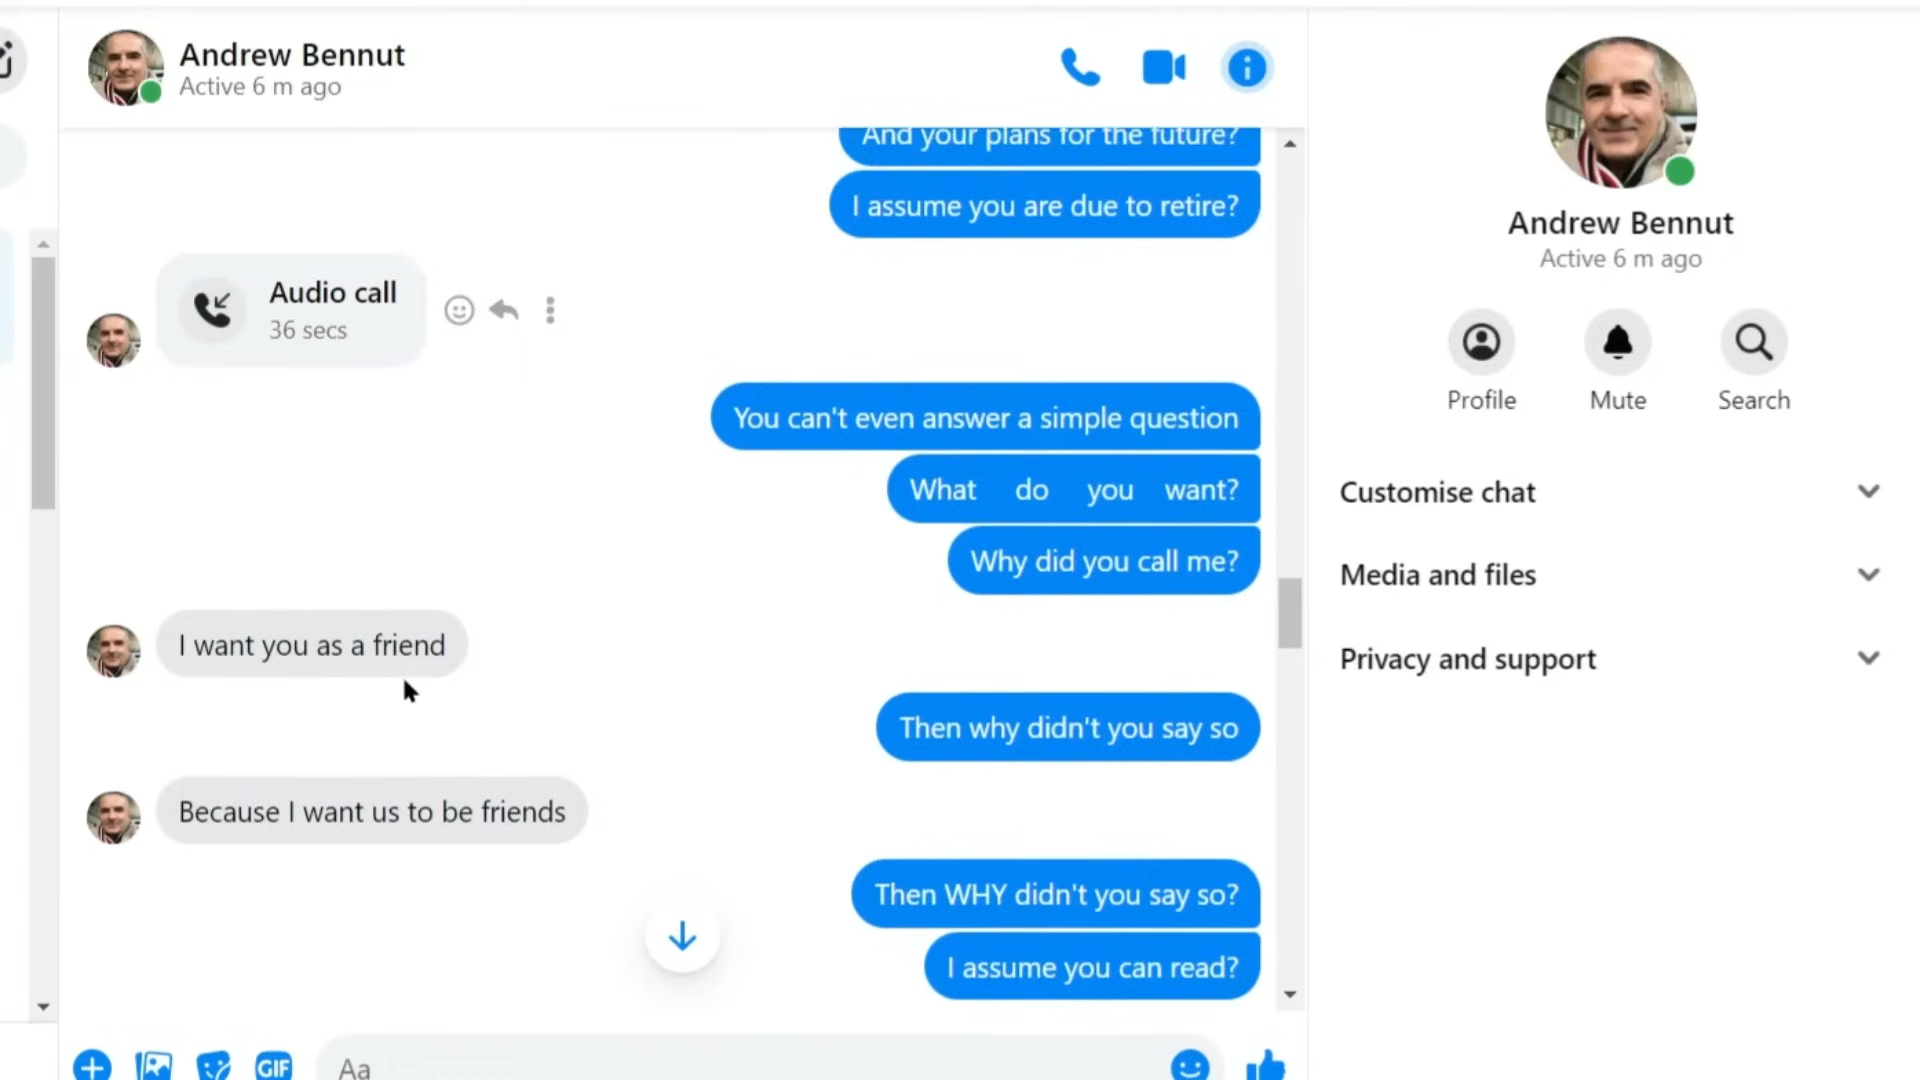 Andrew Bennut
Active 6 m ago
And your plans for the future?
I assume you are due to retire?
Audio call
36 secs
You can't even answer a simple question
What do you want?
Why did you call me?
I want you as a friend
Then why didn't you say so
Because I want us to be friends
Then WHY didn't you say so?
I assume you can read?
GIF
Aa
Andrew Bennut
Active 6 m ago
Profile
Mute
Search
Customise chat
Media and files
Privacy and support